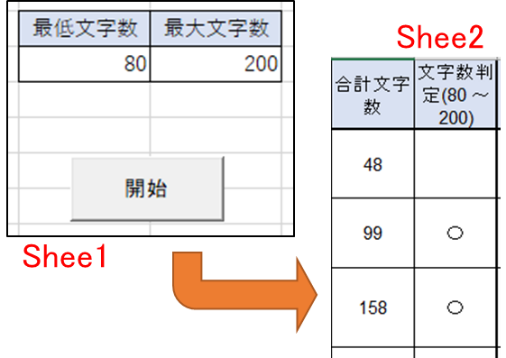 最低文字数 最大文字数
80 200
開始
Shee1
Shee2
合計文字
数
文字数判
定(80 ~
200)
48
99 ○
158 ○